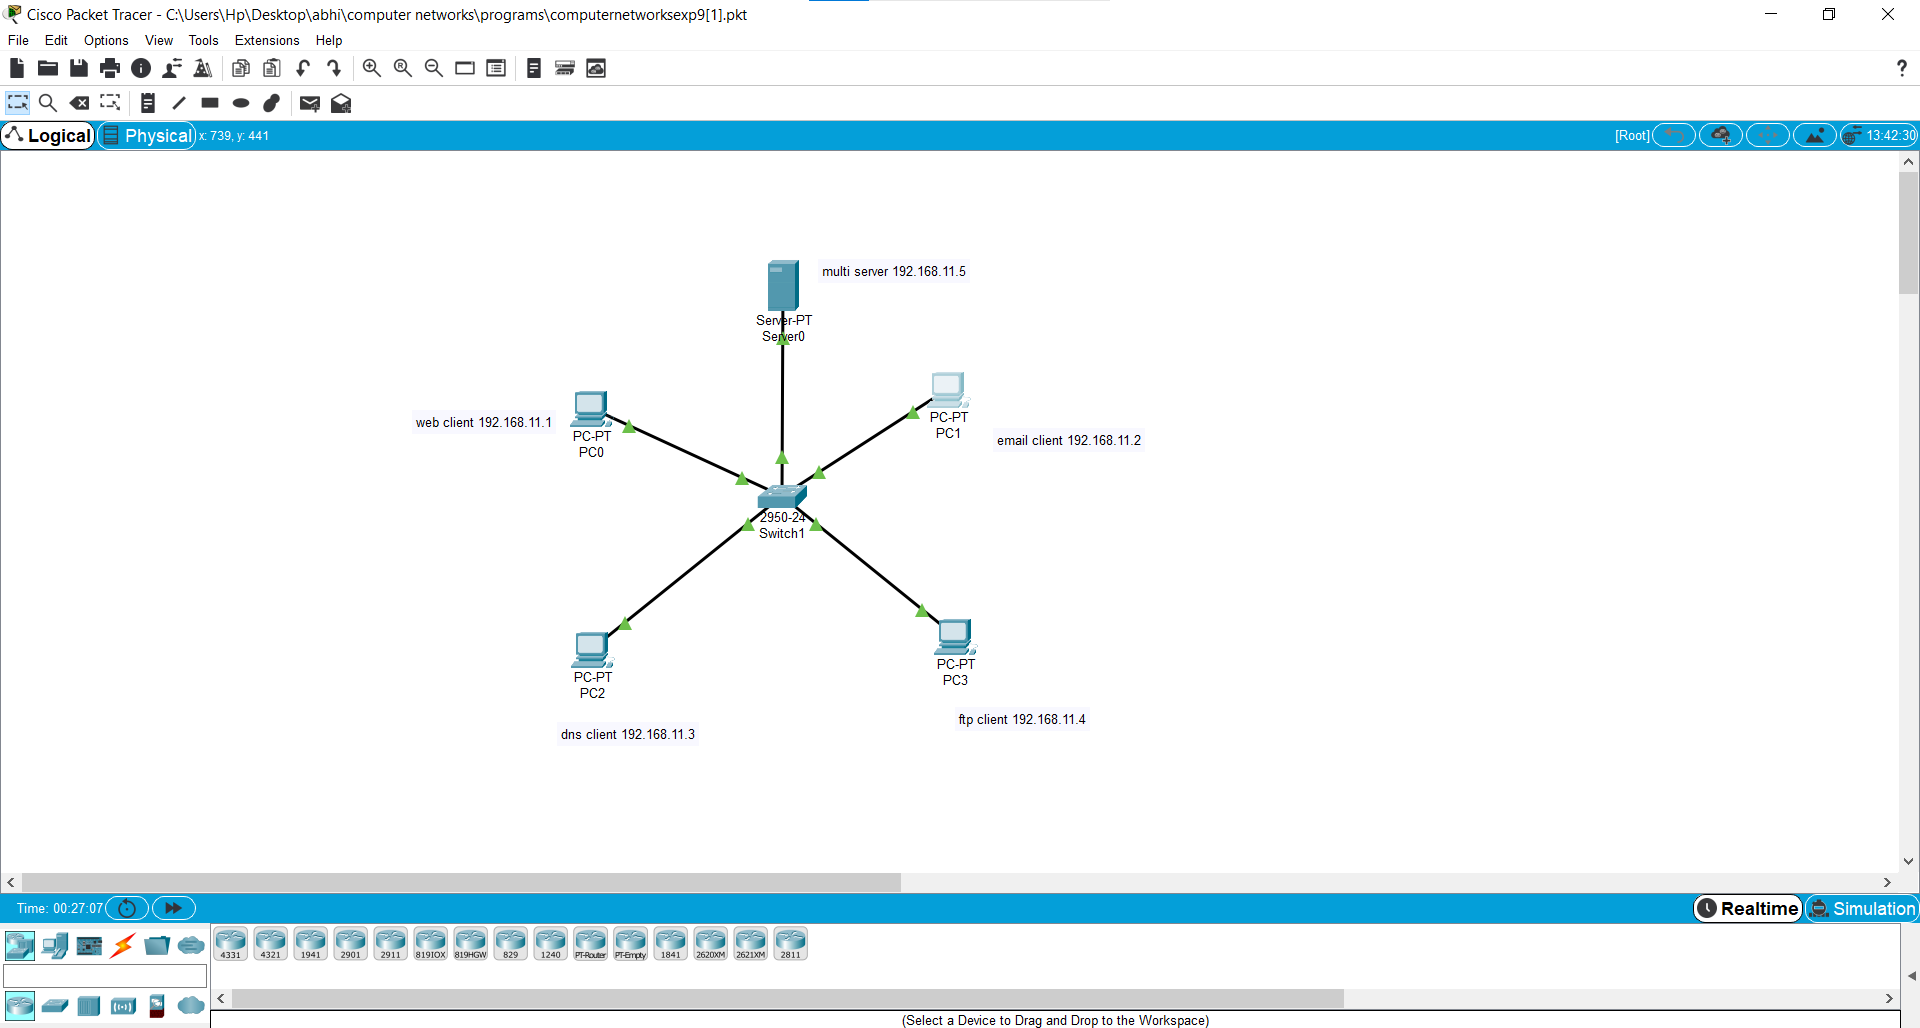 Cisco Packet Tracer - C:\Users\Hp\Desktop\abhi\computer networks\programs\computernetworksexp9[1].pkt
File Edit Options View Tools Extensions Help
?
Logical Physical x: 739, y: 441 [Root] 13:42:30
multi server 192.168.11.5
Server-PT
Server0
web client 192.168.11.1
PC-PT
PC0
PC-PT
PC1
email client 192.168.11.2
2950-24
Switch1
PC-PT
PC2
PC-PT
PC3
dns client 192.168.11.3
ftp client 192.168.11.4
Time: 00:27:07 Realtime Simulation
4331 4321 1941 2901 2911 819IOX 819HGW 829 1240 PT-Router PT-Empty 1841 2620XM 2621XM 2811
(Select a Device to Drag and Drop to the Workspace)